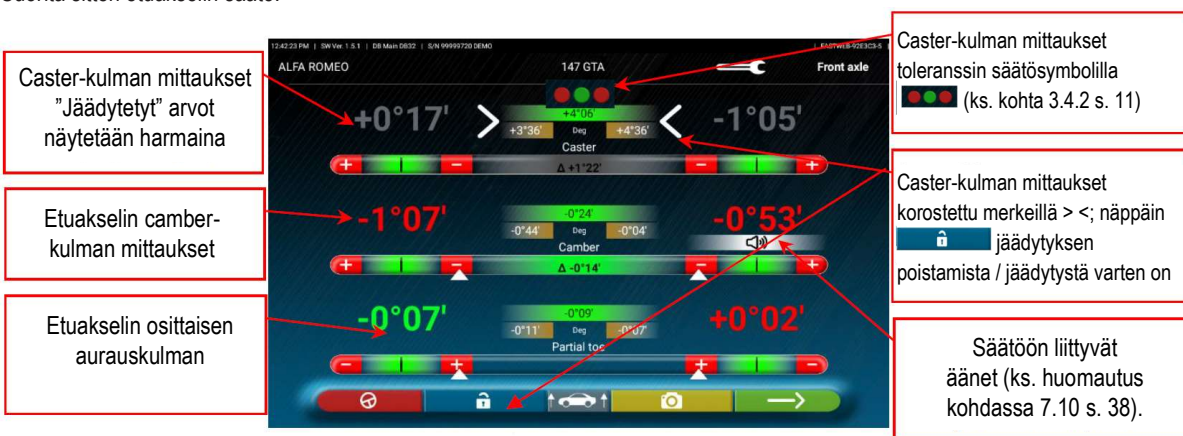 Caster-kulman mittaukset
"Jäädytetyt" arvot
näytetään harmaina
Etuakselin camber-
kulman mittaukset
Etuakselin osittaisen
aurauskulman
12:42:23 PM | SW Ver. 1.5.1 | DB Main DB32 | S/N 99999720 DEMO
| FASTWEB-92E3C3-5 |
ALFA ROMEO
147 GTA
Front axle
+0°17'
>
+4°06'
+3°36'
Deg
+4°36'
Caster
<
-1°05'
+
-
Δ +1°22'
-
+
-1°07'
-0°24'
-0°44'
Deg
-0°04'
Camber
-0°53'
+
-
Δ -0°14'
-
+
-0°07'
-0°09'
-0°11'
Deg
-0°07'
Partial toe
+0°02'
-
+
+
-
Caster-kulman mittaukset
toleranssin säätösymbolilla
(ks. kohta 3.4.2 s. 11)
Caster-kulman mittaukset
korostettu merkeillä > <; näppäin
jäädytyksen
poistamista / jäädytystä varten on
Säätöön liittyvät
äänet (ks. huomautus
kohdassa 7.10 s. 38).